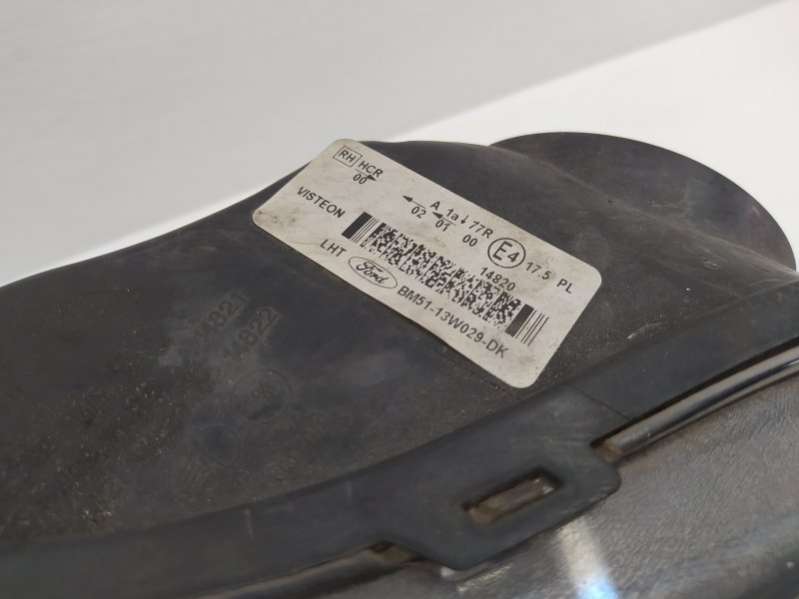 RH HCR
00
A 1a 77R
02 01 00
E4 17.5 PL
14820
VISTEON
LHT Ford BM51-13W029-DK
4822